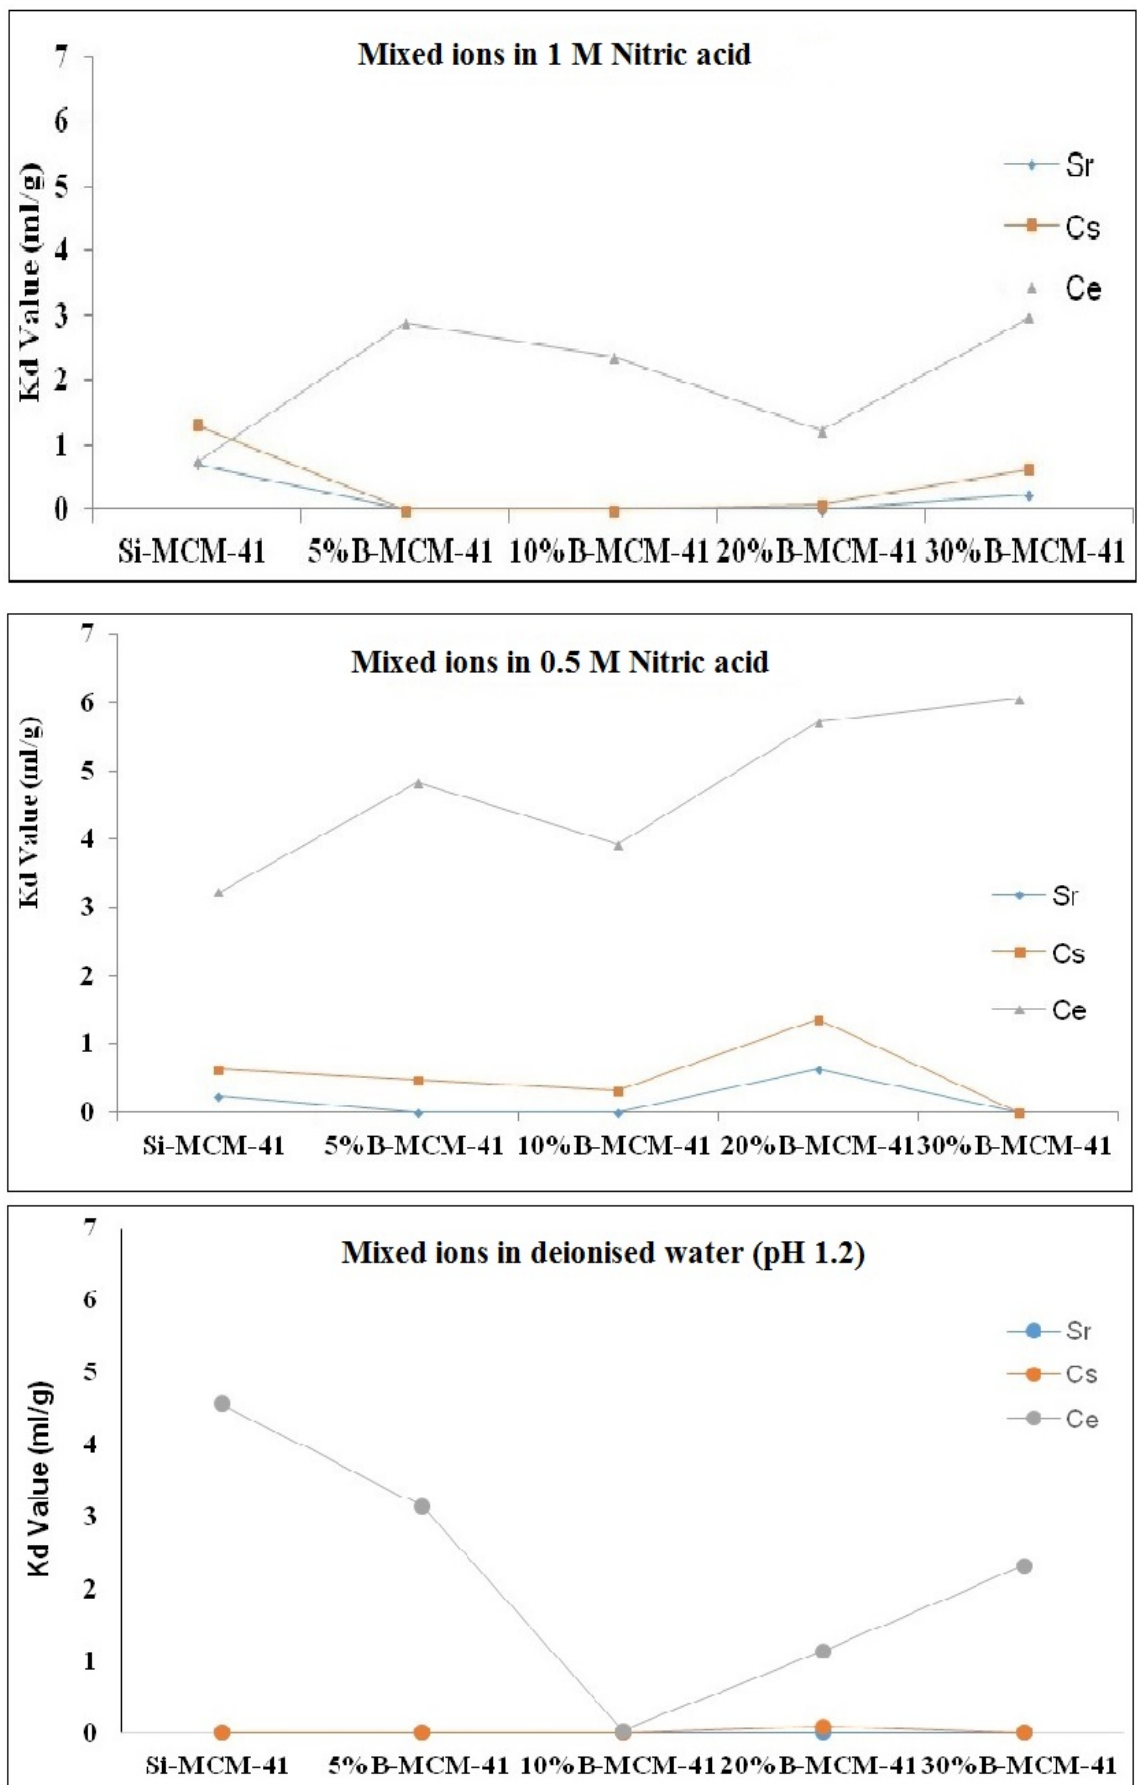 Mixed ions in 1 M Nitric acid
Kd Value (ml/g)
7
6
5
4
3
2
1
0
Sr
Cs
Ce
Si-MCM-41 5%B-MCM-41 10%B-MCM-41 20%B-MCM-41 30%B-MCM-41
Mixed ions in 0.5 M Nitric acid
Kd Value (ml/g)
7
6
5
4
3
2
1
0
Sr
Cs
Ce
Si-MCM-41 5%B-MCM-41 10%B-MCM-41 20%B-MCM-41 30%B-MCM-41
Mixed ions in deionised water (pH 1.2)
Kd Value (ml/g)
7
6
5
4
3
2
1
0
Sr
Cs
Ce
Si-MCM-41 5%B-MCM-41 10%B-MCM-41 20%B-MCM-41 30%B-MCM-41